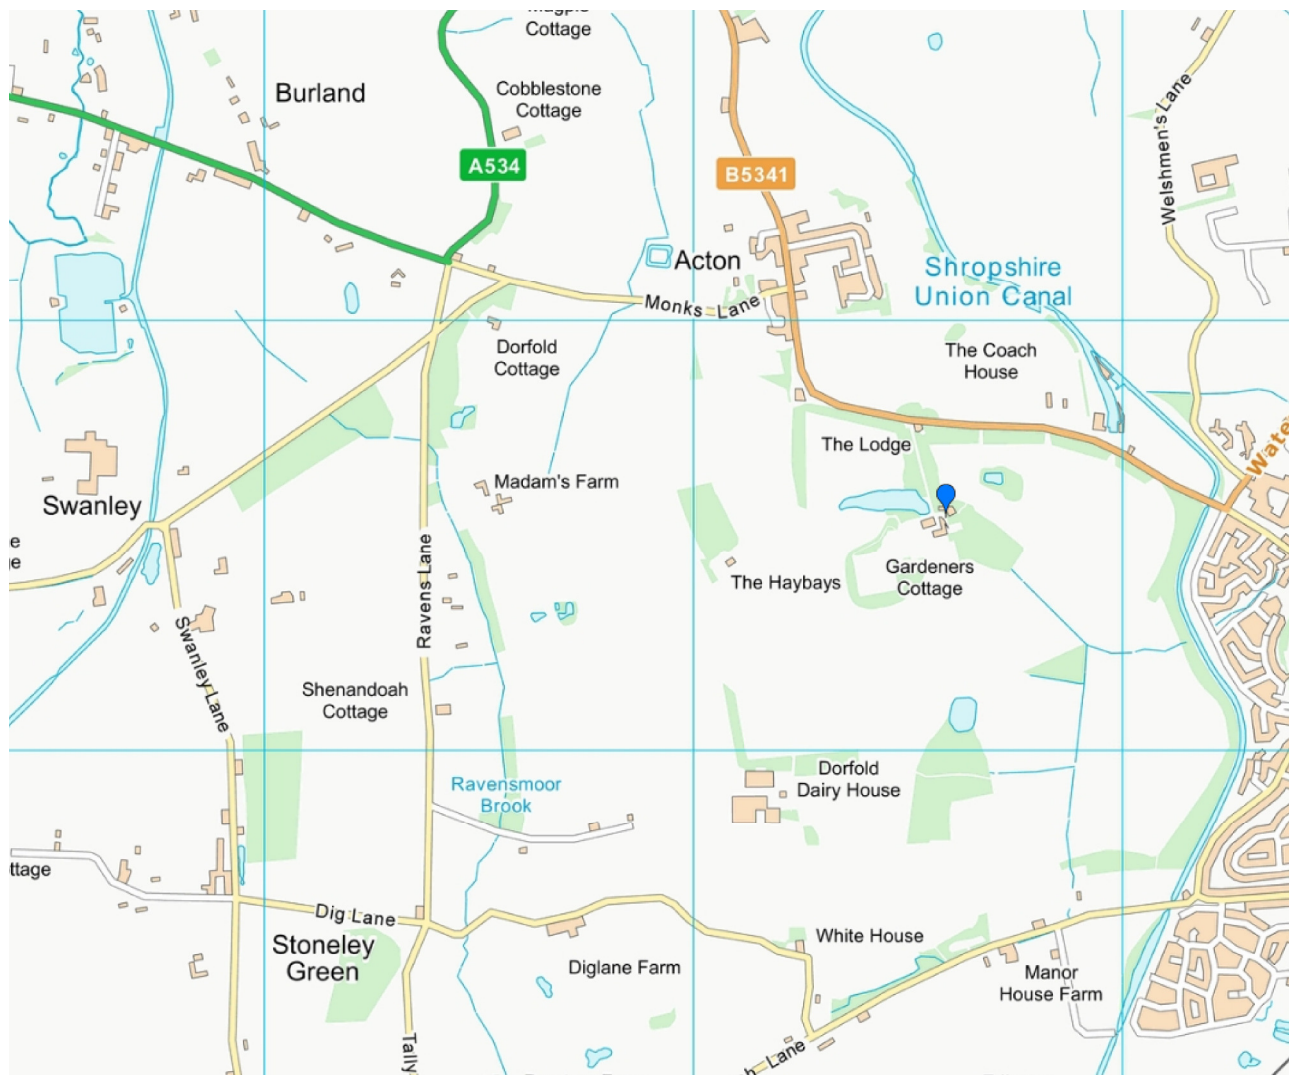 Cottage
Burland
Cobblestone
Cottage
A534
B5341
Welshmen's Lane
Acton
Shropshire
Union Canal
Monks Lane
Dorfold
Cottage
The Coach
House
The Lodge
Madam's Farm
Swanley
Ravens Lane
The Haybays
Gardeners
Cottage
Swanley Lane
Shenandoah
Cottage
Ravensmoor
Brook
Dorfold
Dairy House
ttage
Dig Lane
Stoneley
Green
White House
Diglane Farm
Manor
House Farm
Tally
Lane